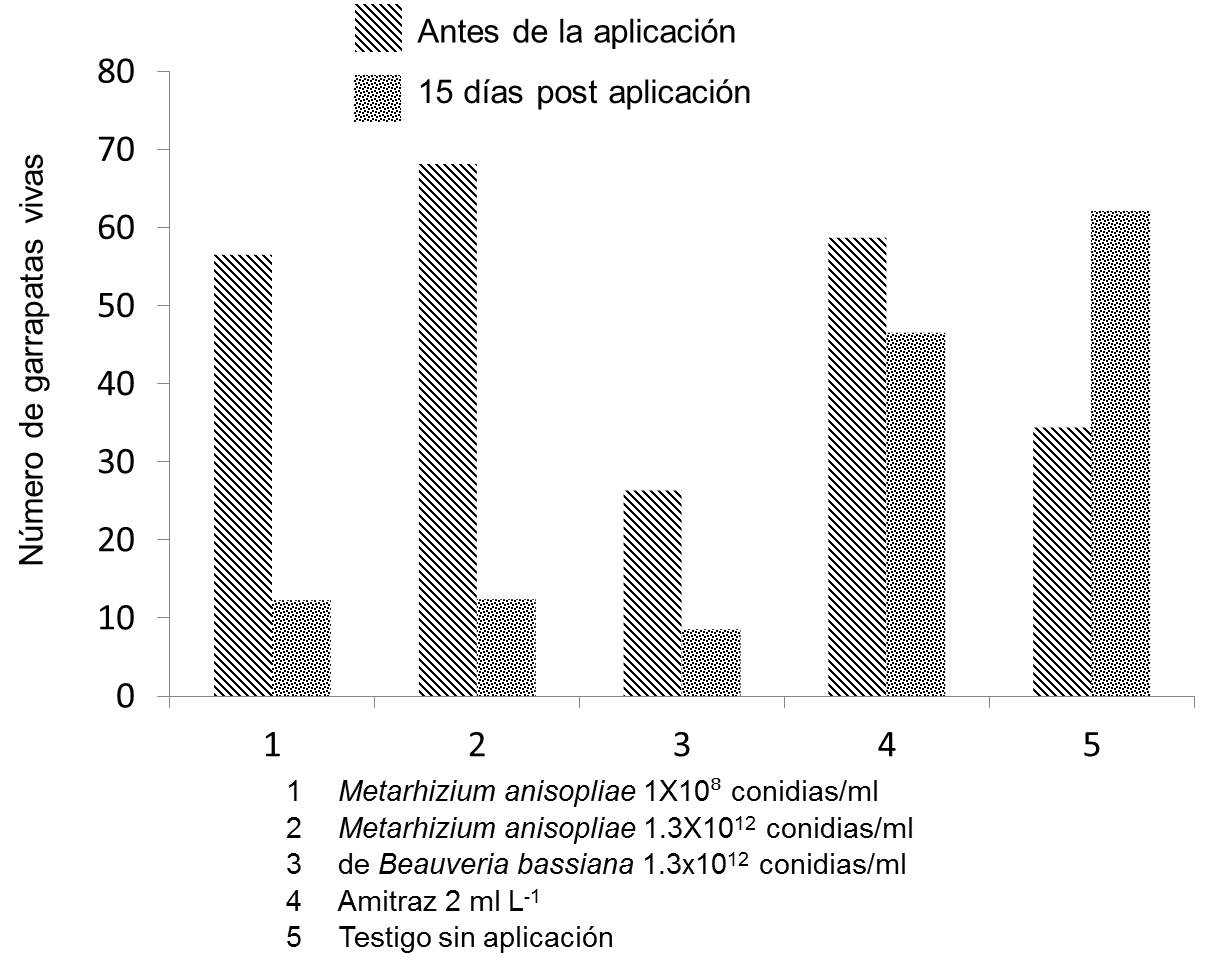 Antes de la aplicación
15 días post aplicación
Número de garrapatas vivas
80
70
60
50
40
30
20
10
0
1 2 3 4 5
1 Metarhizium anisopliae 1X10⁸ conidias/ml
2 Metarhizium anisopliae 1.3X10¹² conidias/ml
3 de Beauveria bassiana 1.3x10¹² conidias/ml
4 Amitraz 2 ml L⁻¹
5 Testigo sin aplicación